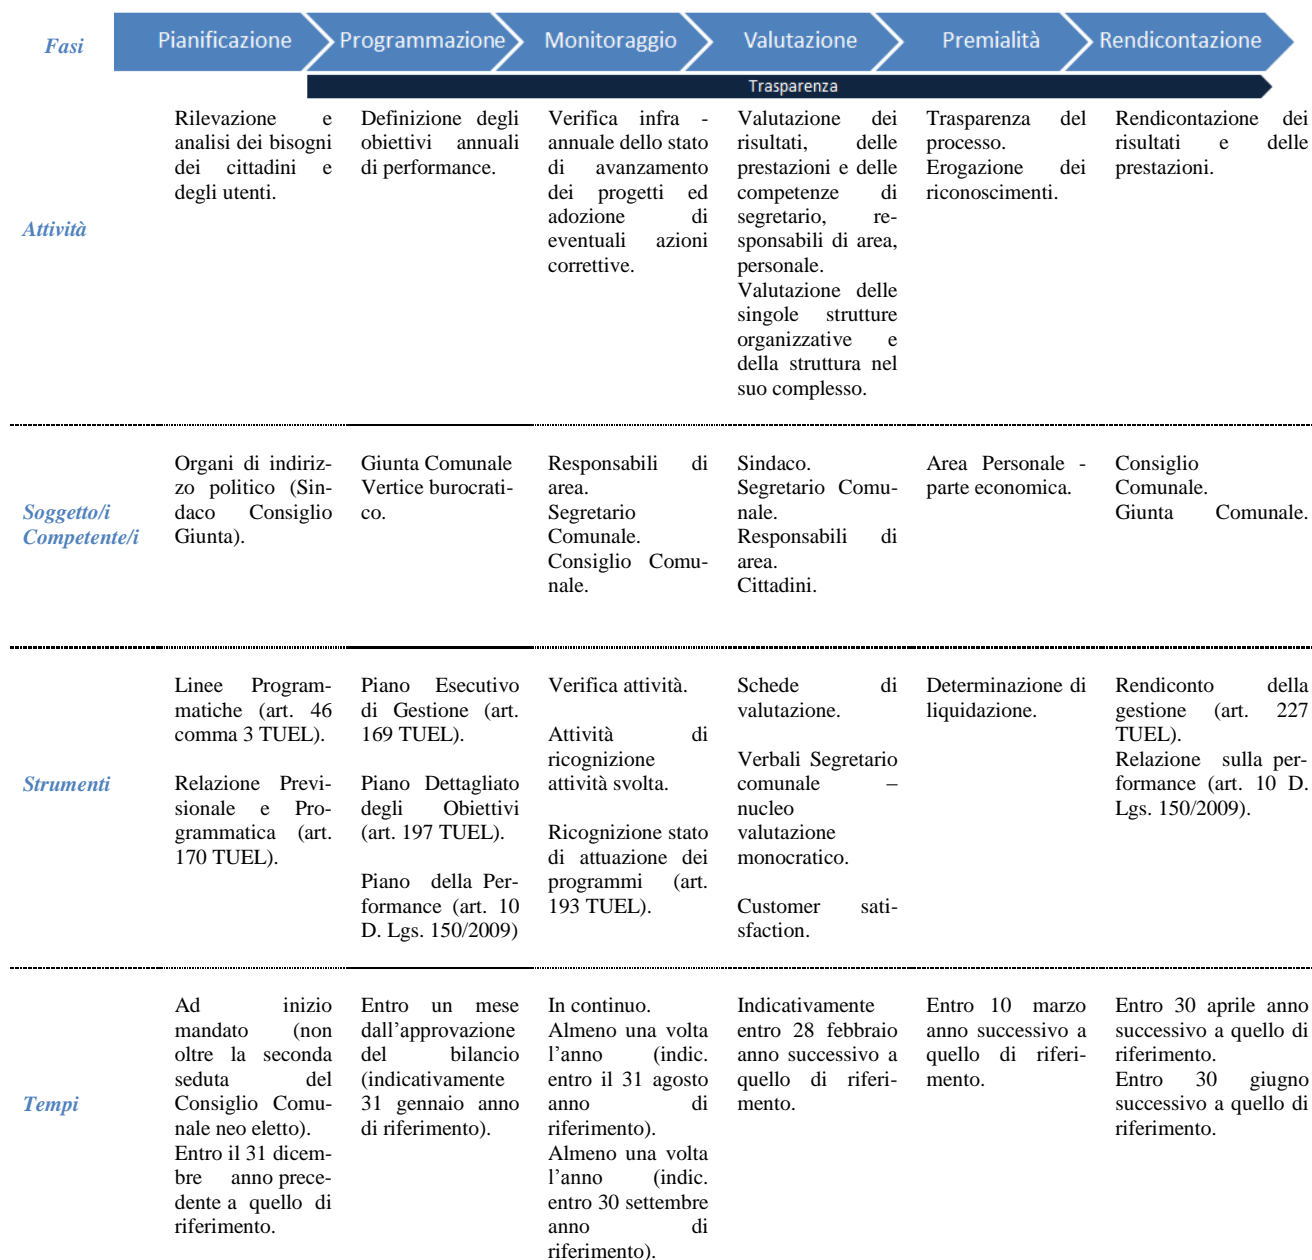 Fasi
Pianificazione
Programmazione
Monitoraggio
Valutazione
Premialità
Rendicontazione
Trasparenza
Attività
Rilevazione e
analisi dei bisogni
dei cittadini e
degli utenti.
Definizione degli
obiettivi annuali
di performance.
Verifica infra -
annuale dello stato
di avanzamento
dei progetti ed
adozione di
eventuali azioni
correttive.
Valutazione dei
risultati, delle
prestazioni e delle
competenze di
segretario, re-
sponsabili di area,
personale.
Valutazione delle
singole strutture
organizzative e
della struttura nel
suo complesso.
Trasparenza del
processo.
Erogazione dei
riconoscimenti.
Rendicontazione dei
risultati e delle
prestazioni.
Soggetto/i
Competente/i
Organi di indiriz-
zo politico (Sin-
daco Consiglio
Giunta).
Giunta Comunale
Vertice burocrati-
co.
Responsabili di
area.
Segretario
Comunale.
Consiglio Comu-
nale.
Sindaco.
Segretario Comu-
nale.
Responsabili di
area.
Cittadini.
Area Personale -
parte economica.
Consiglio
Comunale.
Giunta Comunale.
Strumenti
Linee Program-
matiche (art. 46
comma 3 TUEL).
Relazione Previ-
sionale e Pro-
grammatica (art.
170 TUEL).
Piano Esecutivo
di Gestione (art.
169 TUEL).
Piano Dettagliato
degli Obiettivi
(art. 197 TUEL).
Piano della Per-
formance (art. 10
D. Lgs. 150/2009)
Verifica attività.
Attività di
ricognizione
attività svolta.
Ricognizione stato
di attuazione dei
programmi (art.
193 TUEL).
Schede di
valutazione.
Verbali Segretario
comunale –
nucleo
valutazione
monocratico.
Customer sati-
sfaction.
Determinazione di
liquidazione.
Rendiconto della
gestione (art. 227
TUEL).
Relazione sulla per-
formance (art. 10 D.
Lgs. 150/2009).
Tempi
Ad inizio
mandato (non
oltre la seconda
seduta del
Consiglio Comu-
nale neo eletto).
Entro il 31 dicem-
bre anno prece-
dente a quello di
riferimento.
Entro un mese
dall’approvazione
del bilancio
(indicativamente
31 gennaio anno
di riferimento).
In continuo.
Almeno una volta
l’anno (indic.
entro il 31 agosto
anno di
riferimento).
Almeno una volta
l’anno (indic.
entro 30 settembre
anno di
riferimento).
Indicativamente
entro 28 febbraio
anno successivo a
quello di riferi-
mento.
Entro 10 marzo
anno successivo a
quello di riferi-
mento.
Entro 30 aprile anno
successivo a quello di
riferimento.
Entro 30 giugno
successivo a quello di
riferimento.